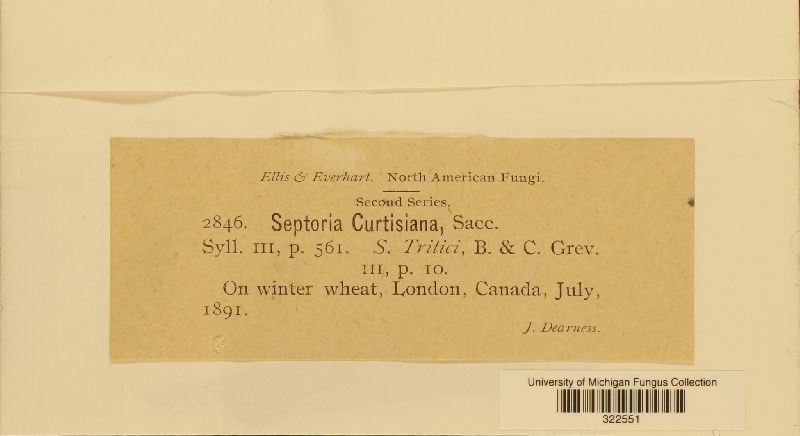 Ellis & Everhart. North American Fungi.
Second Series.
2846. Septoria Curtisiana, Sacc.
Syll. III, p. 561. S. Tritici, B. & C. Grev.
III, p. 10.
On winter wheat, London, Canada, July,
1891.
J. Dearness.
University of Michigan Fungus Collection
322551